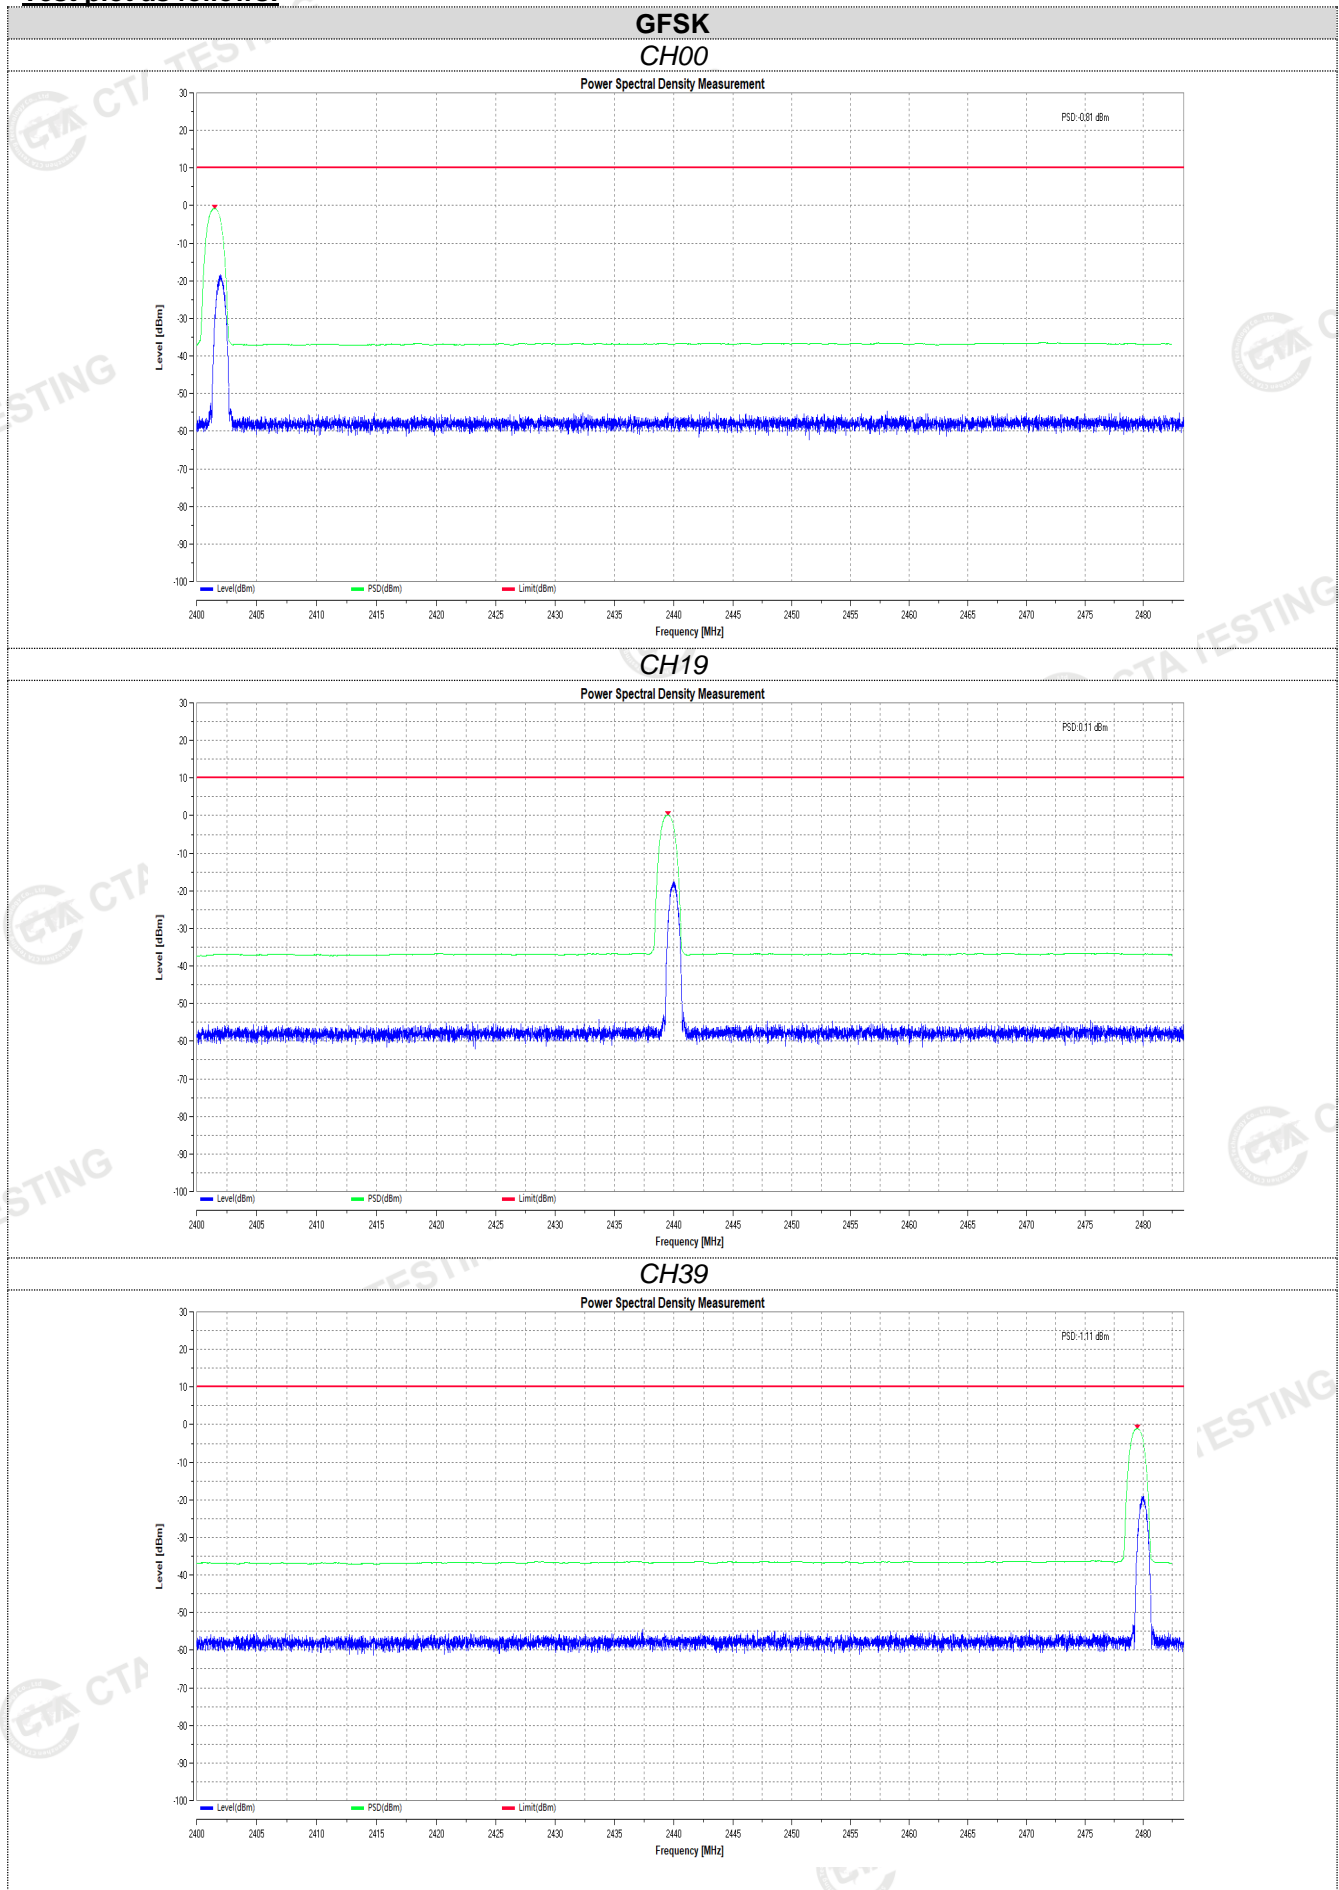 Test plot as follows:
GFSK
CH00
Power Spectral Density Measurement
PSD:-0.81 dBm
30
20
10
0
-10
-20
-30
-40
-50
-60
-70
-80
-90
-100
Level [dBm]
Level(dBm) PSD(dBm) Limit(dBm)
2400 2405 2410 2415 2420 2425 2430 2435 2440 2445 2450 2455 2460 2465 2470 2475 2480
Frequency [MHz]
CH19
Power Spectral Density Measurement
PSD:0.11 dBm
30
20
10
0
-10
-20
-30
-40
-50
-60
-70
-80
-90
-100
Level [dBm]
Level(dBm) PSD(dBm) Limit(dBm)
2400 2405 2410 2415 2420 2425 2430 2435 2440 2445 2450 2455 2460 2465 2470 2475 2480
Frequency [MHz]
CH39
Power Spectral Density Measurement
PSD:-1.11 dBm
30
20
10
0
-10
-20
-30
-40
-50
-60
-70
-80
-90
-100
Level [dBm]
Level(dBm) PSD(dBm) Limit(dBm)
2400 2405 2410 2415 2420 2425 2430 2435 2440 2445 2450 2455 2460 2465 2470 2475 2480
Frequency [MHz]
CTA TESTING